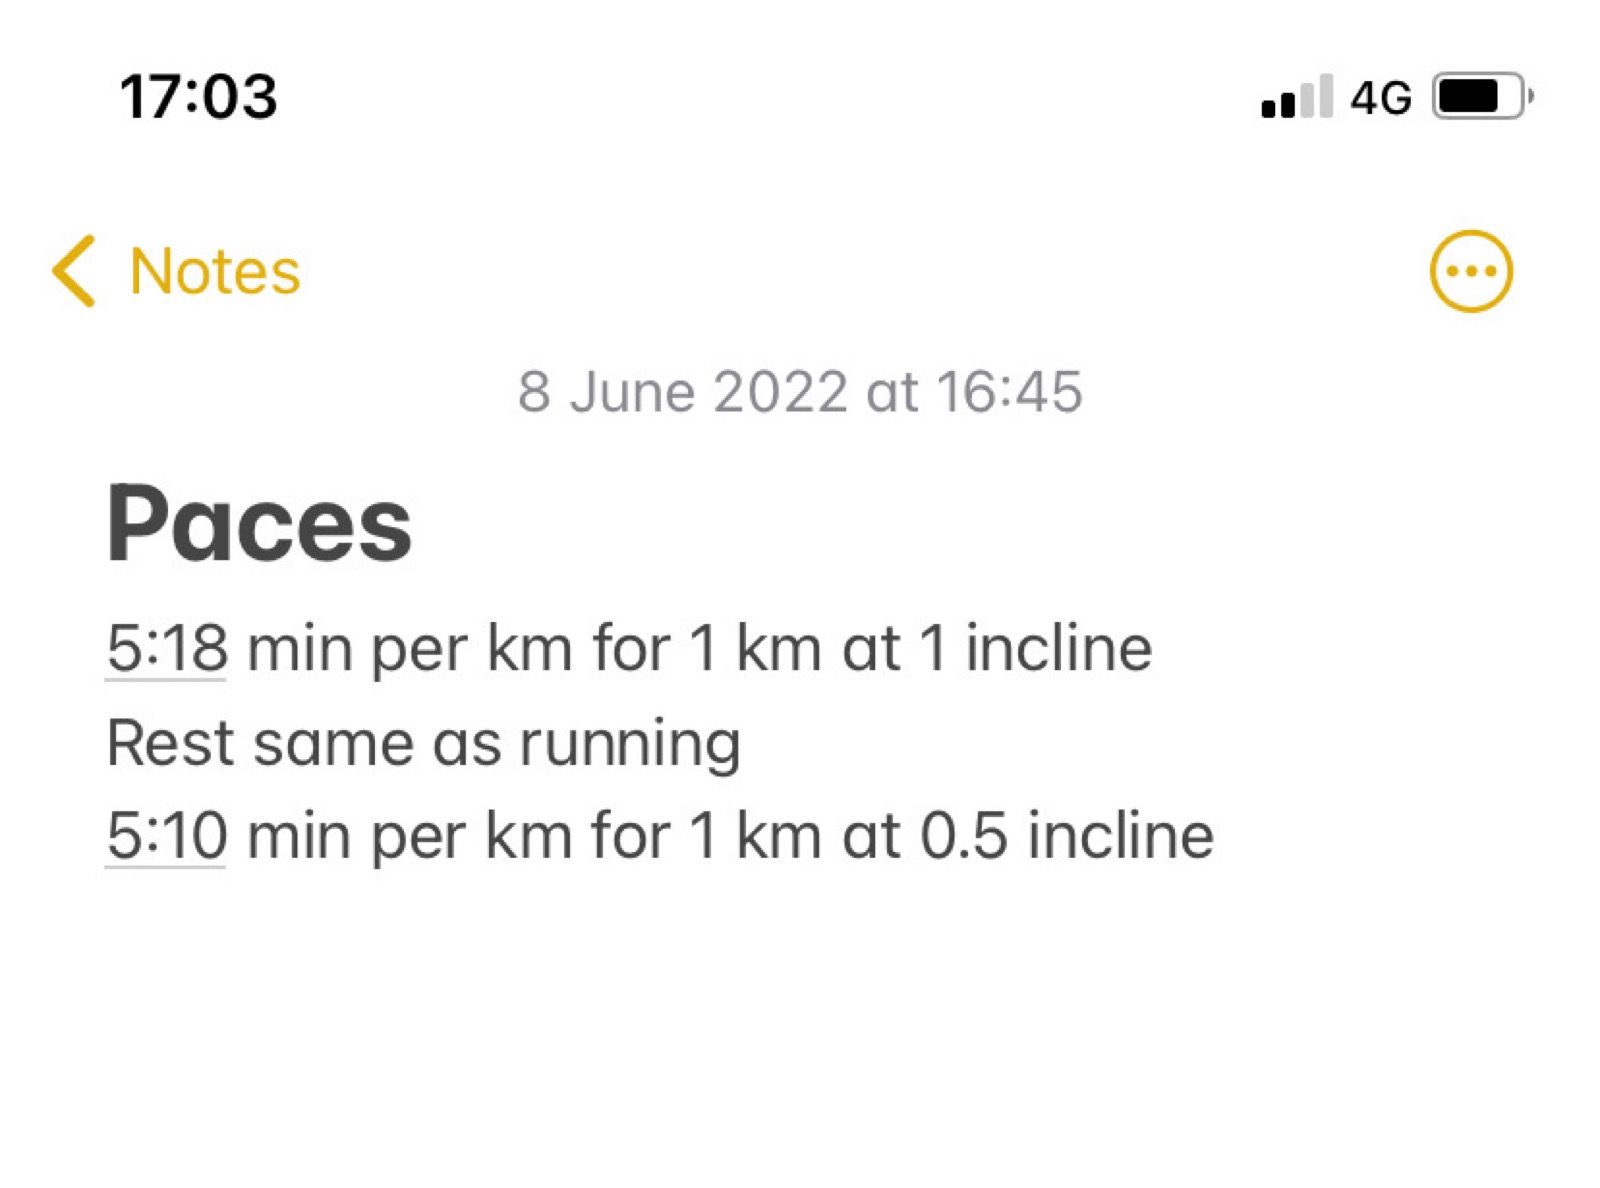 17:03 4G
Notes
8 June 2022 at 16:45
Paces
5:18 min per km for 1 km at 1 incline
Rest same as running
5:10 min per km for 1 km at 0.5 incline